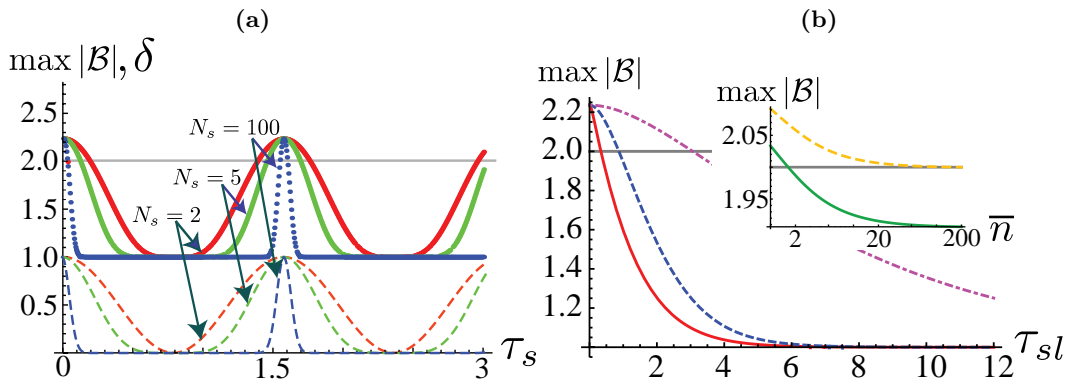 (a)
max |𝓑|, δ
2.5
2.0
1.5
1.0
0.5
0
1.5
3
τ_s
N_s = 100
N_s = 5
N_s = 2
(b)
max |𝓑|
2.2
2.0
1.8
1.6
1.4
1.2
2
4
6
8
10
12
τ_sl
max |𝓑|
2.05
1.95
2
20
200
n̅